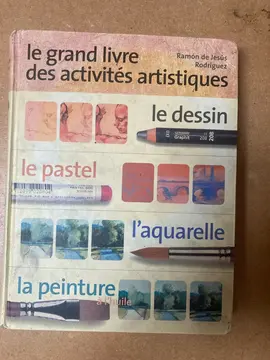 le grand livre
des activités artistiques
Ramón de Jesús
Rodríguez
le dessin
le pastel
l'aquarelle
la peinture
à l'huile